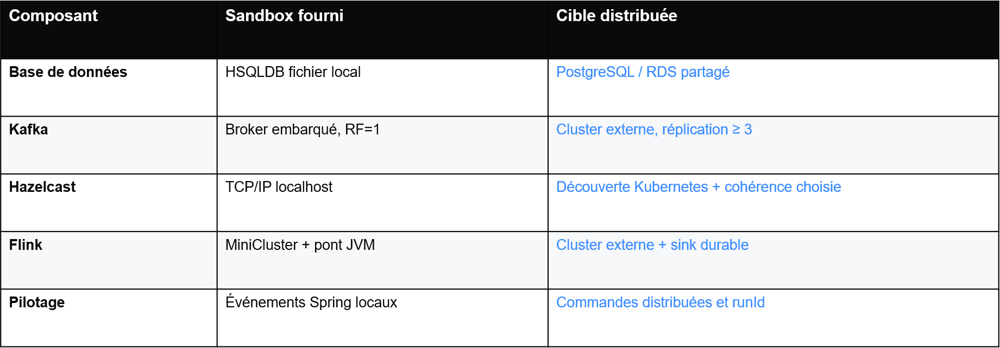 Composant Sandbox fourni Cible distribuée
Base de données HSQLDB fichier local PostgreSQL / RDS partagé
Kafka Broker embarqué, RF=1 Cluster externe, réplication ≥ 3
Hazelcast TCP/IP localhost Découverte Kubernetes + cohérence choisie
Flink MiniCluster + pont JVM Cluster externe + sink durable
Pilotage Événements Spring locaux Commandes distribuées et runId